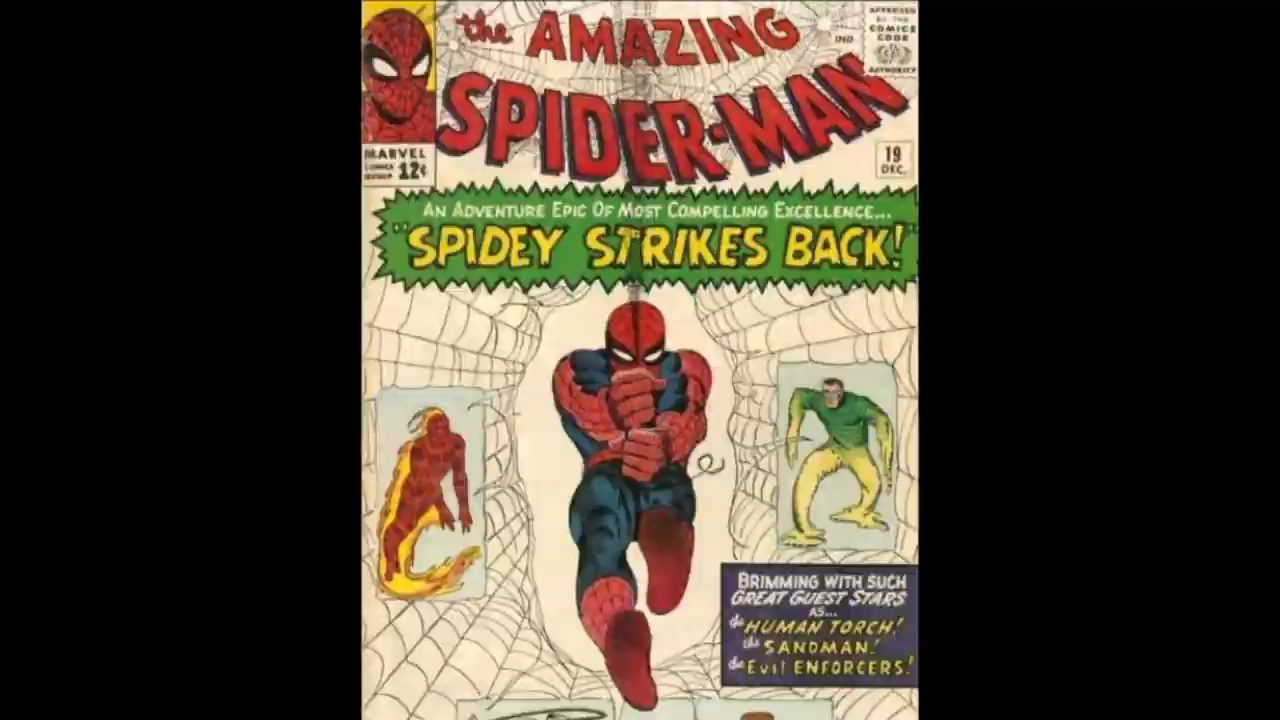 the AMAZING
SPIDER-MAN
IND.
APPROVED
BY THE
COMICS
CODE
AUTHORITY
MARVEL
COMICS
GROUP 12¢
19
DEC.
AN ADVENTURE EPIC OF MOST COMPELLING EXCELLENCE...
"SPIDEY STRIKES BACK!"
BRIMMING WITH SUCH
GREAT GUEST STARS
AS...
the HUMAN TORCH!
the SANDMAN!
the Evil ENFORCERS!